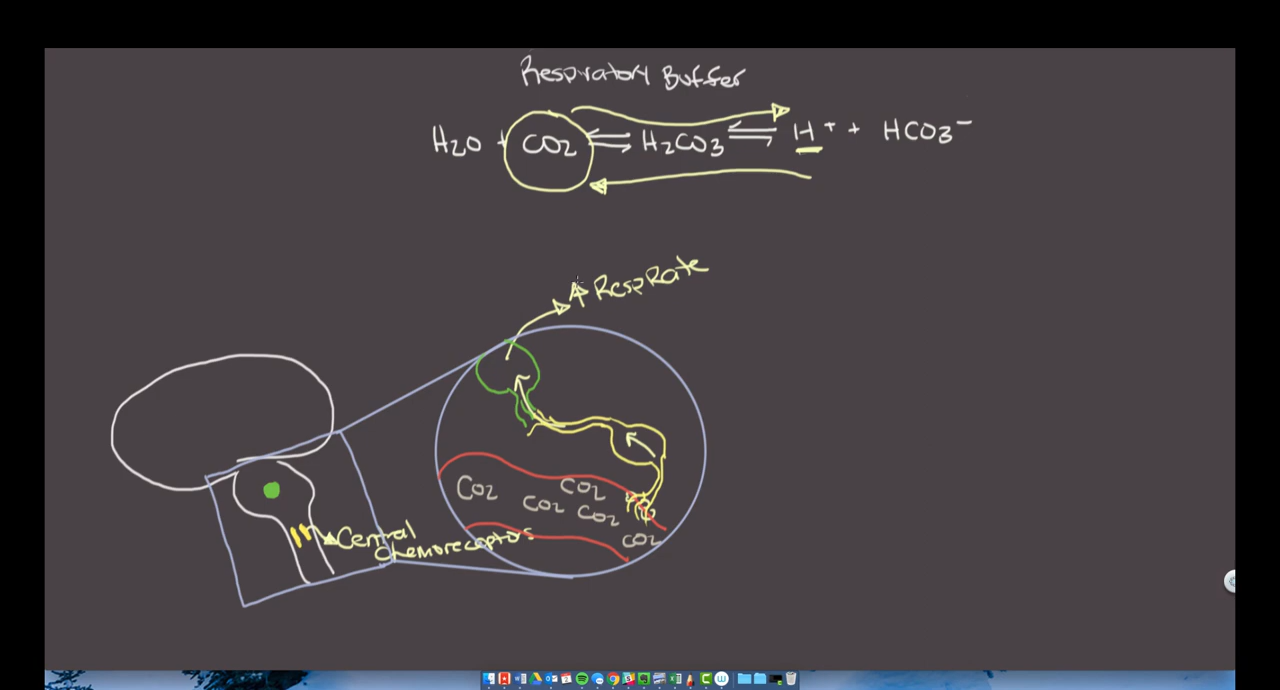 Respiratory Buffer
H2O + CO2 ⇌ H2CO3 ⇌ H+ + HCO3-
↑ Resp Rate
CO2 CO2
CO2 CO2
CO2
Central
Chemoreceptors